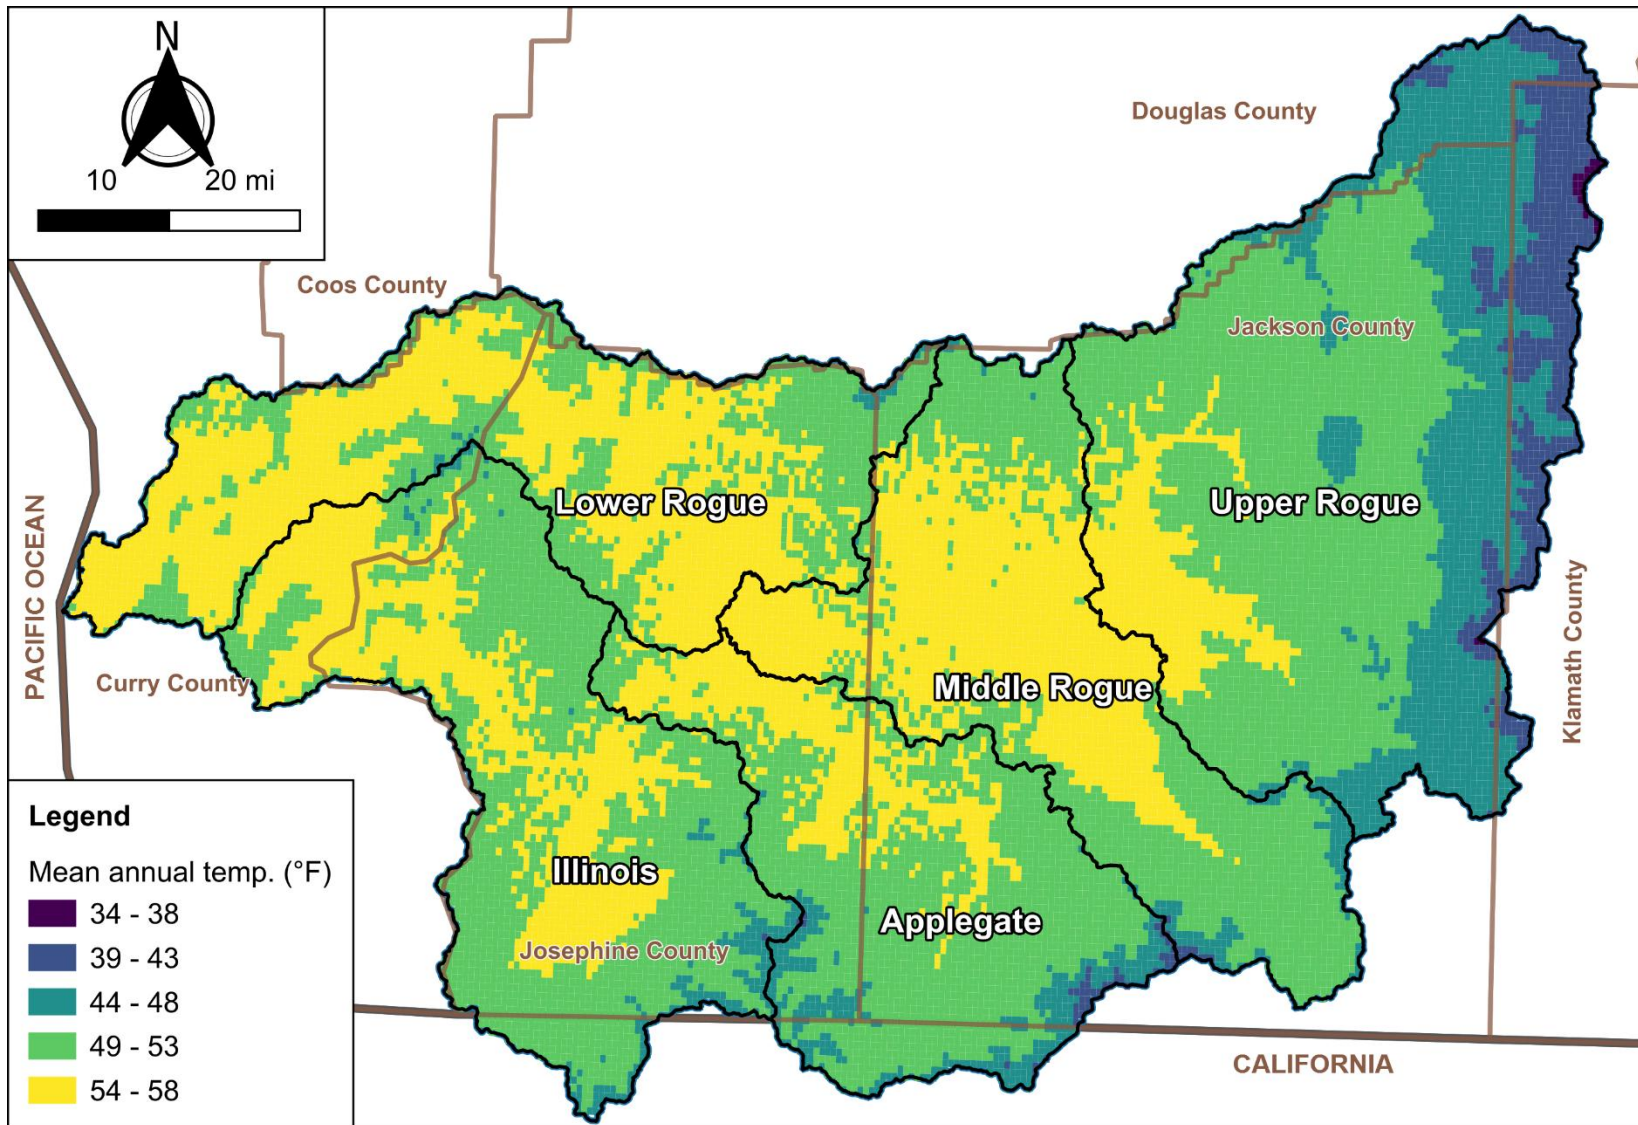 N
10 20 mi
Douglas County
Coos County
Jackson County
Lower Rogue
Upper Rogue
PACIFIC OCEAN
Klamath County
Curry County
Middle Rogue
Illinois
Applegate
Josephine County
CALIFORNIA
Legend
Mean annual temp. (°F)
34 - 38
39 - 43
44 - 48
49 - 53
54 - 58